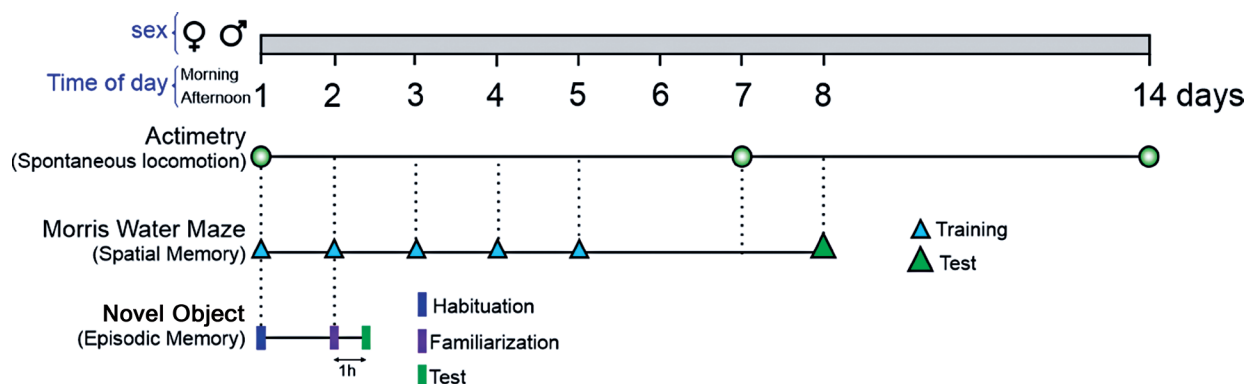 sex
Time of day
Morning
Afternoon
1 2 3 4 5 6 7 8 14 days
Actimetry
(Spontaneous locomotion)
Morris Water Maze
(Spatial Memory)
Training
Test
Novel Object
(Episodic Memory)
1h
Habituation
Familiarization
Test